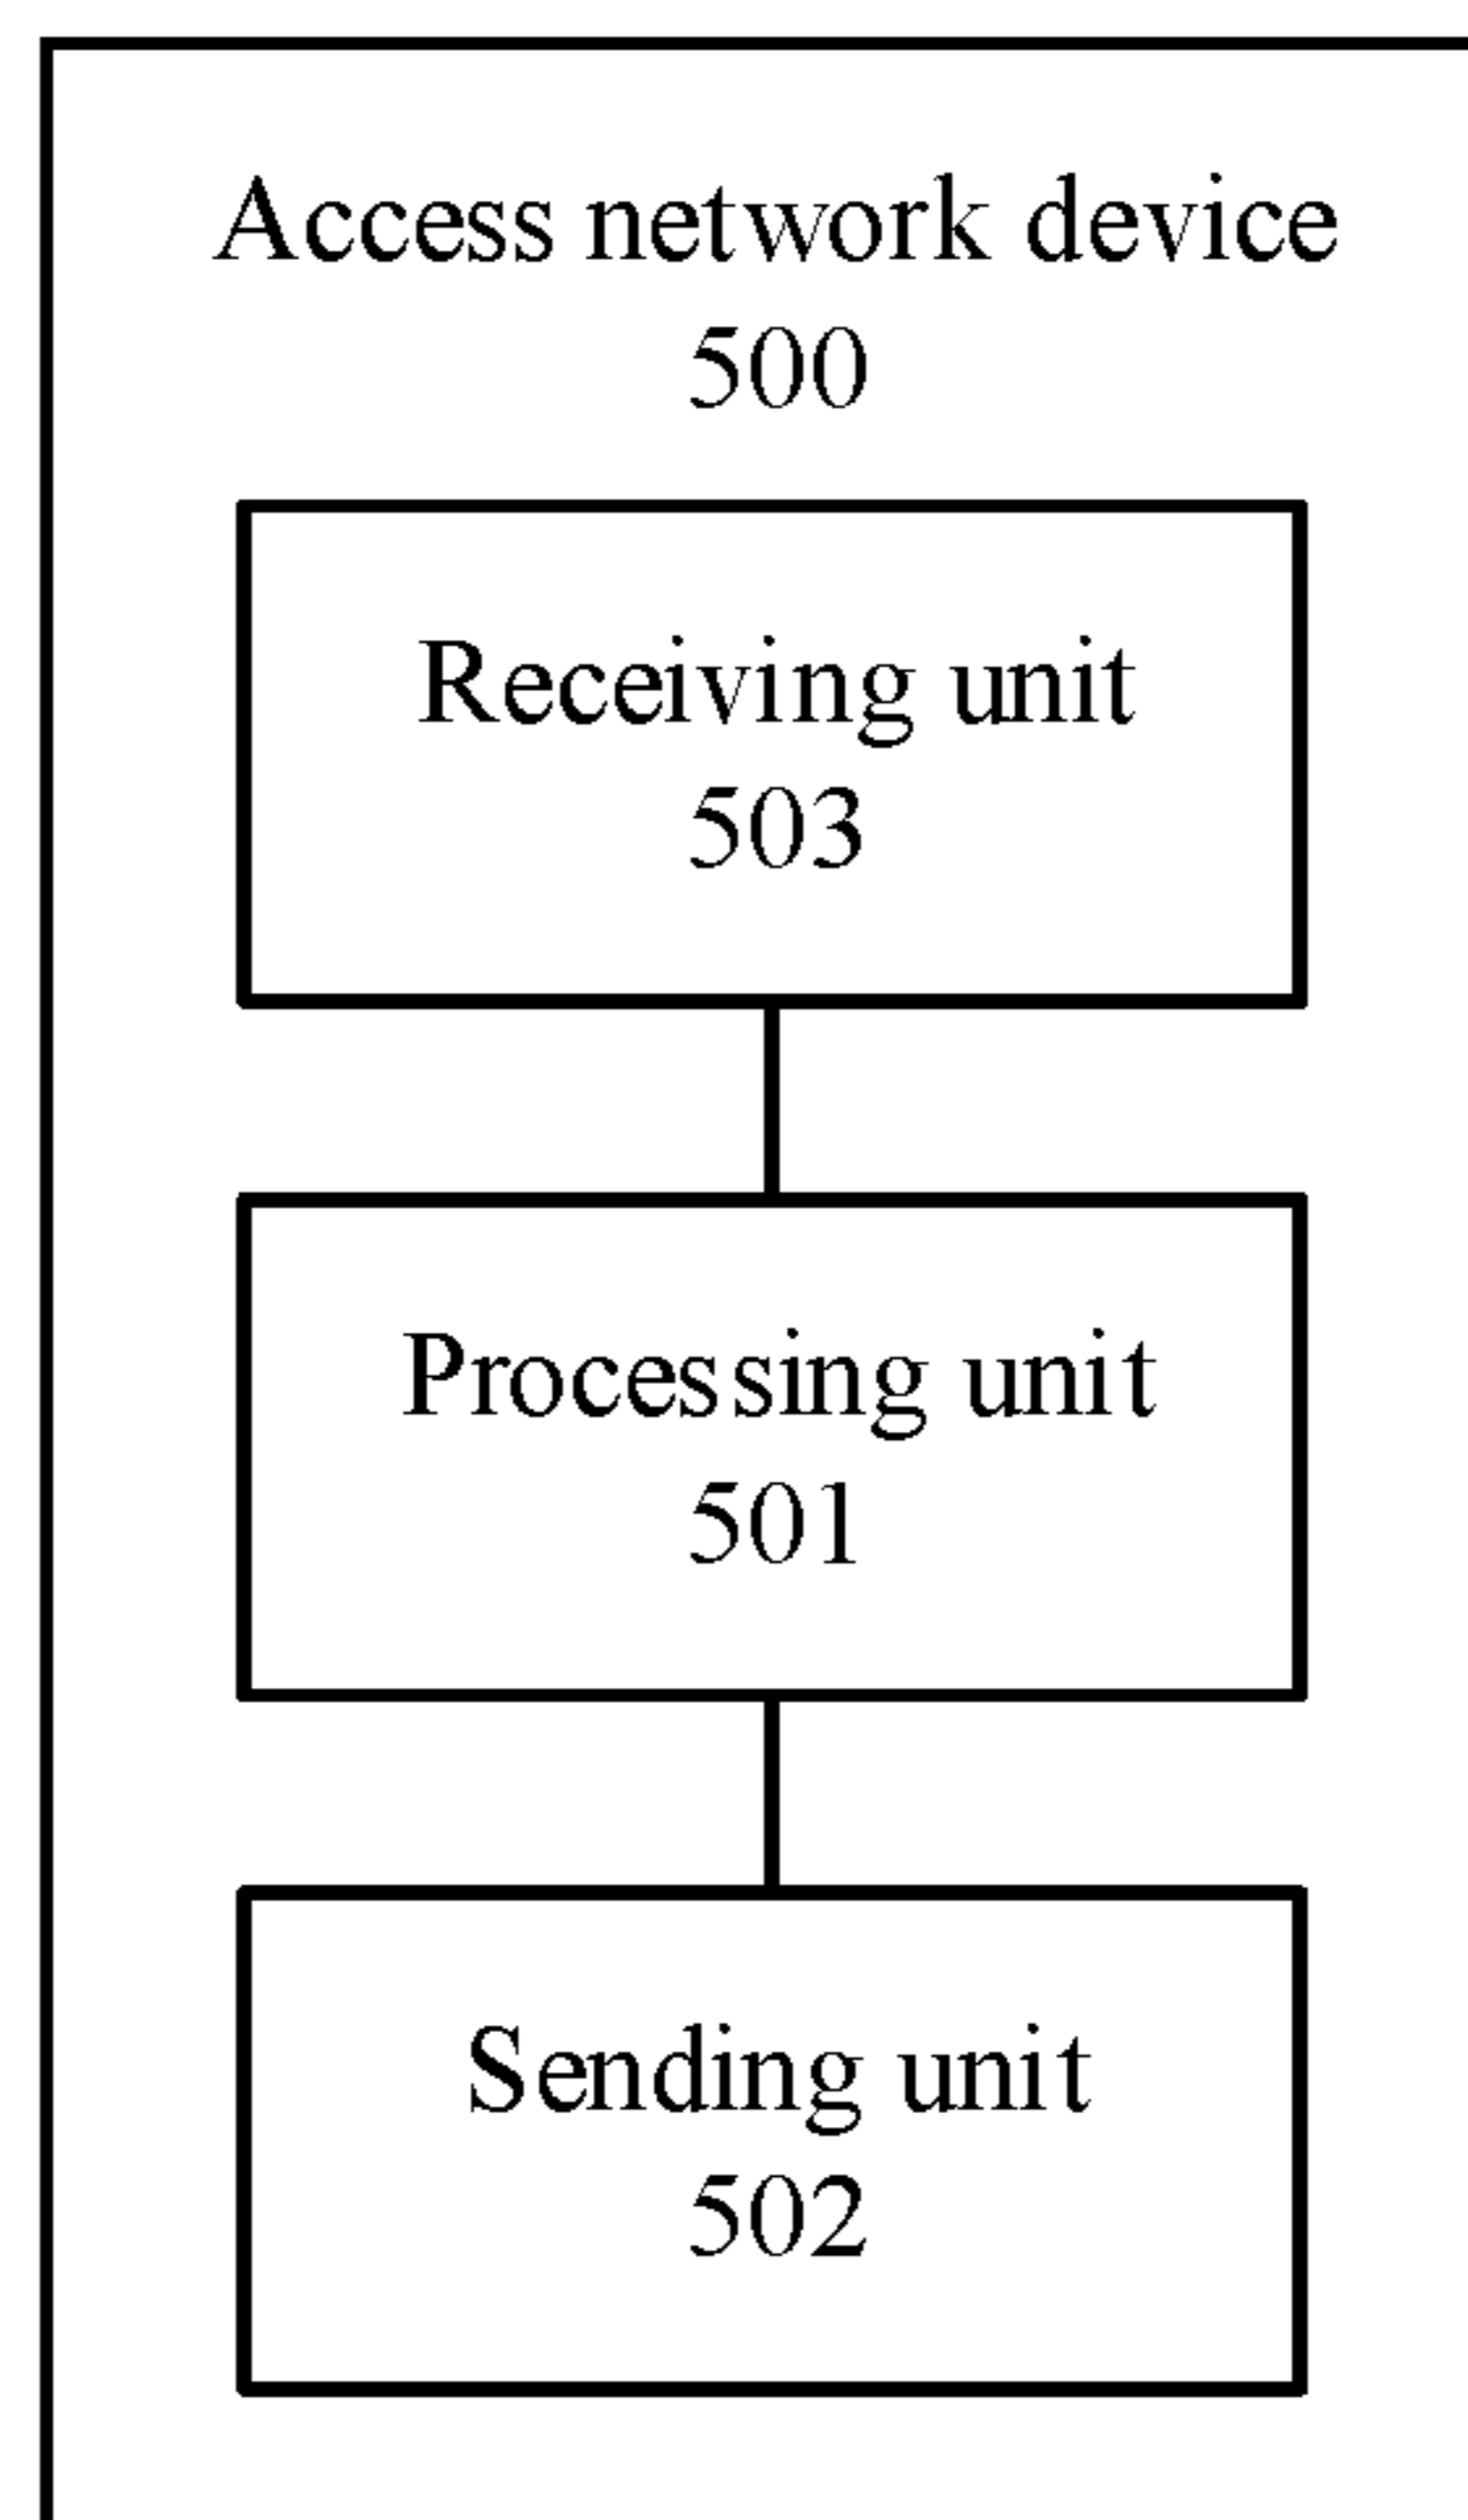 Access network device
500
Receiving unit
503
Processing unit
501
Sending unit
502